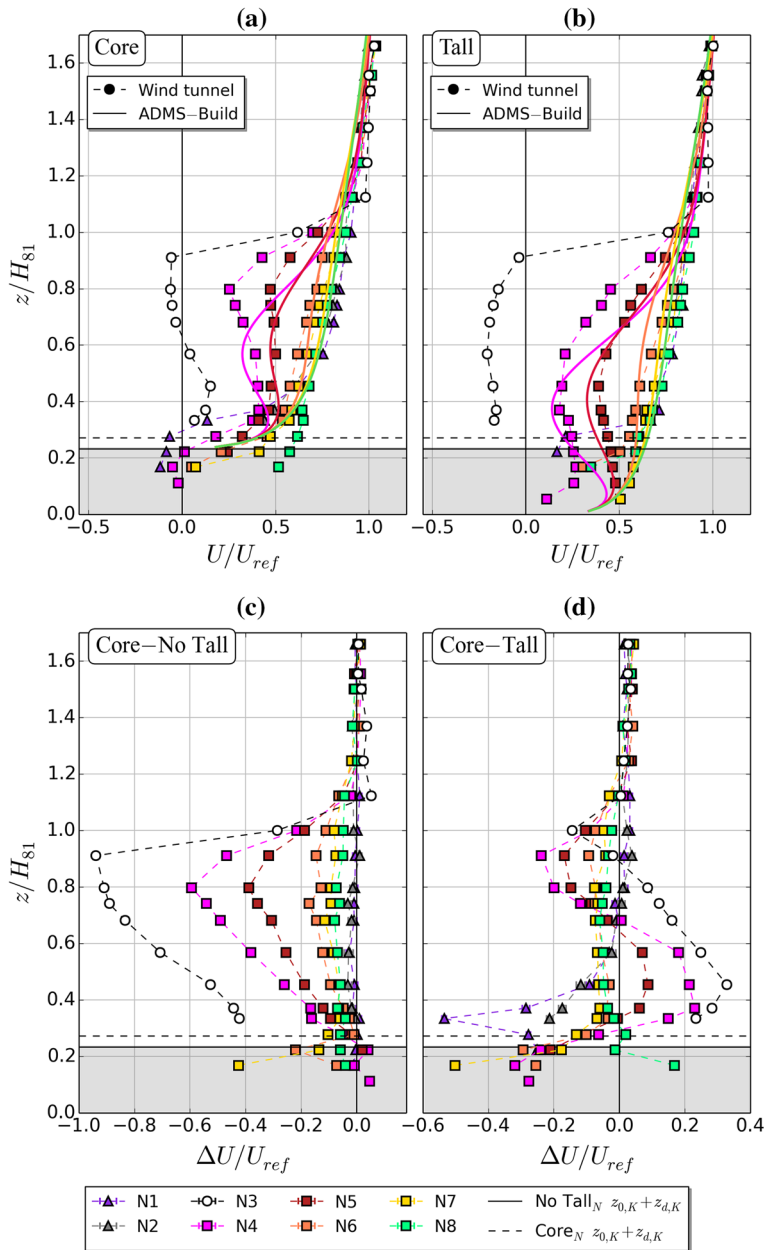 (a) (b)
Core Tall
Wind tunnel Wind tunnel
ADMS−Build ADMS−Build
1.6
1.4
1.2
1.0
0.8
0.6
0.4
0.2
0.0
z/H81
−0.5 0.0 0.5 1.0 −0.5 0.0 0.5 1.0
U/Uref U/Uref
(c) (d)
Core−No Tall Core−Tall
1.6
1.4
1.2
1.0
0.8
0.6
0.4
0.2
0.0
z/H81
−1.0 −0.8 −0.6 −0.4 −0.2 0.0 −0.6 −0.4 −0.2 0.0 0.2 0.4
ΔU/Uref ΔU/Uref
N1 N3 N5 N7 No TallN z0,K+zd,K
N2 N4 N6 N8 CoreN z0,K+zd,K